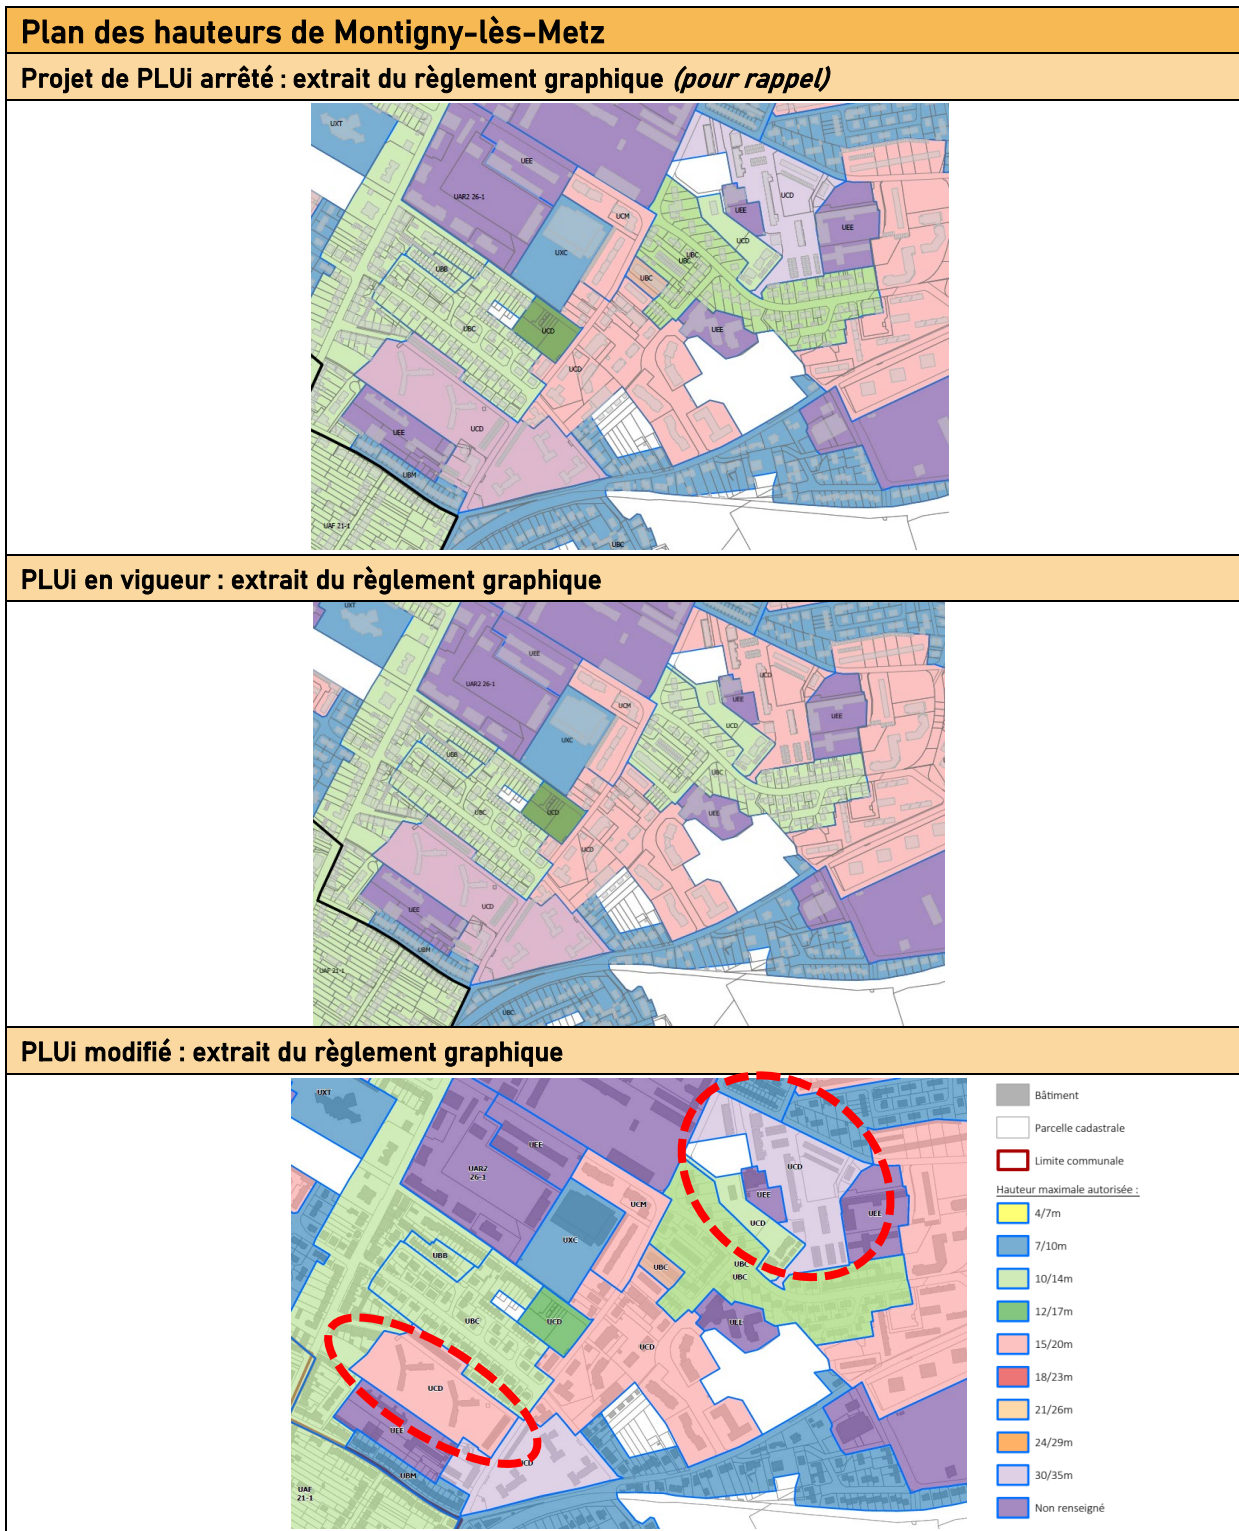 Plan des hauteurs de Montigny-lès-Metz
Projet de PLUi arrêté : extrait du règlement graphique (pour rappel)
UXT
UEE
UAR2 26-1
UCM
UXC
UCD
UEE
UEE
UCD
UBC
UBC
UBC
UBB
UBC
UCD
UEE
UCD
UCD
UEE
UBM
UAF 21-1
UBC
PLUi en vigueur : extrait du règlement graphique
UXT
UEE
UAR2 26-1
UCM
UXC
UCD
UEE
UEE
UCD
UBB
UBC
UBC
UCD
UEE
UCD
UCD
UEE
UBM
UAF 21-1
UBC
PLUi modifié : extrait du règlement graphique
UXT
UEE
UAR2
26-1
UCM
UXC
UCD
UEE
UEE
UCD
UBB
UBC
UBC
UBC
UBC
UCD
UEE
UCD
UCD
UEE
UCD
UBM
UAF
21-1
Bâtiment
Parcelle cadastrale
Limite communale
Hauteur maximale autorisée :
4/7m
7/10m
10/14m
12/17m
15/20m
18/23m
21/26m
24/29m
30/35m
Non renseigné